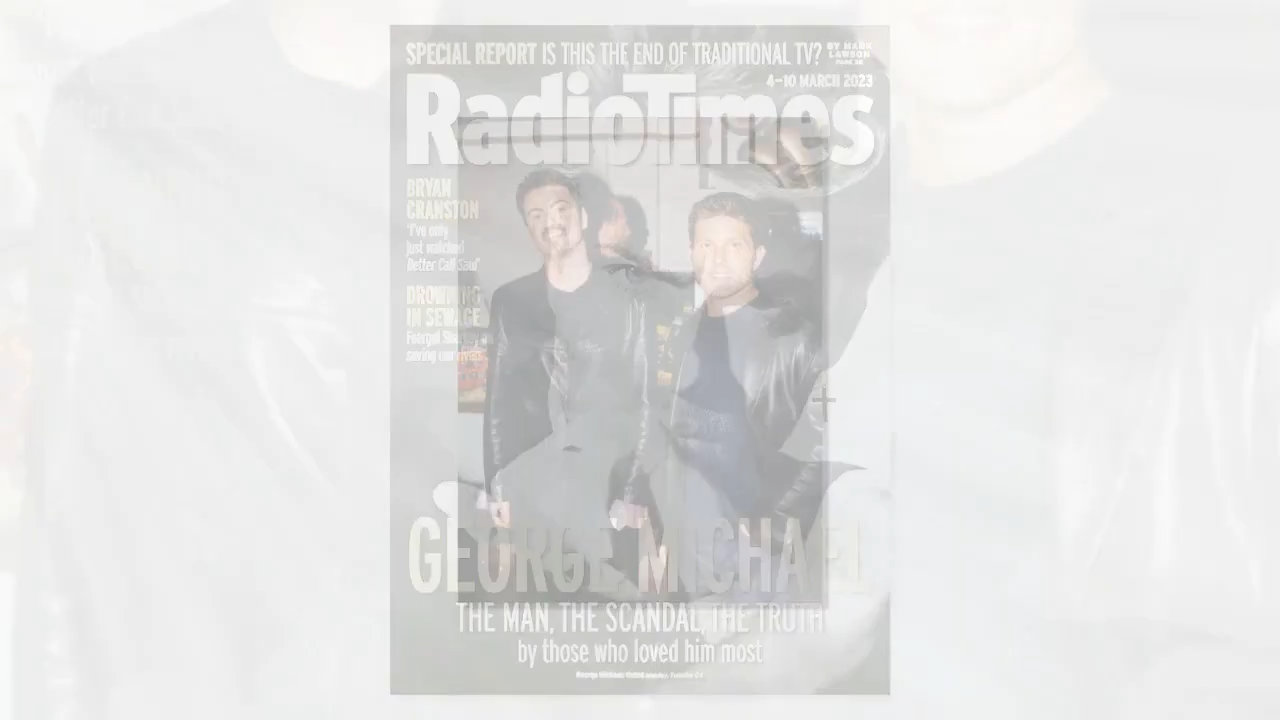 SPECIAL REPORT IS THIS THE END OF TRADITIONAL TV? BY MARK
LAWSON
4–10 MARCH 2023
RadioTimes
BRYAN
CRANSTON
'I've only
just watched
Better Call Saul'
DROWNING
IN SEWAGE
Feargal
saving our rivers
GEORGE MICHAEL
THE MAN, THE SCANDAL, THE TRUTH
by those who loved him most